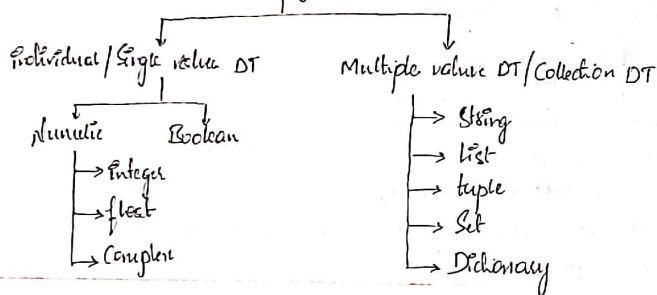 Individual/Single value DT
Multiple value DT/Collection DT
Numeric
Boolean
→ Integer
→ float
→ Complex
→ String
→ List
→ tuple
→ Set
→ Dictionary